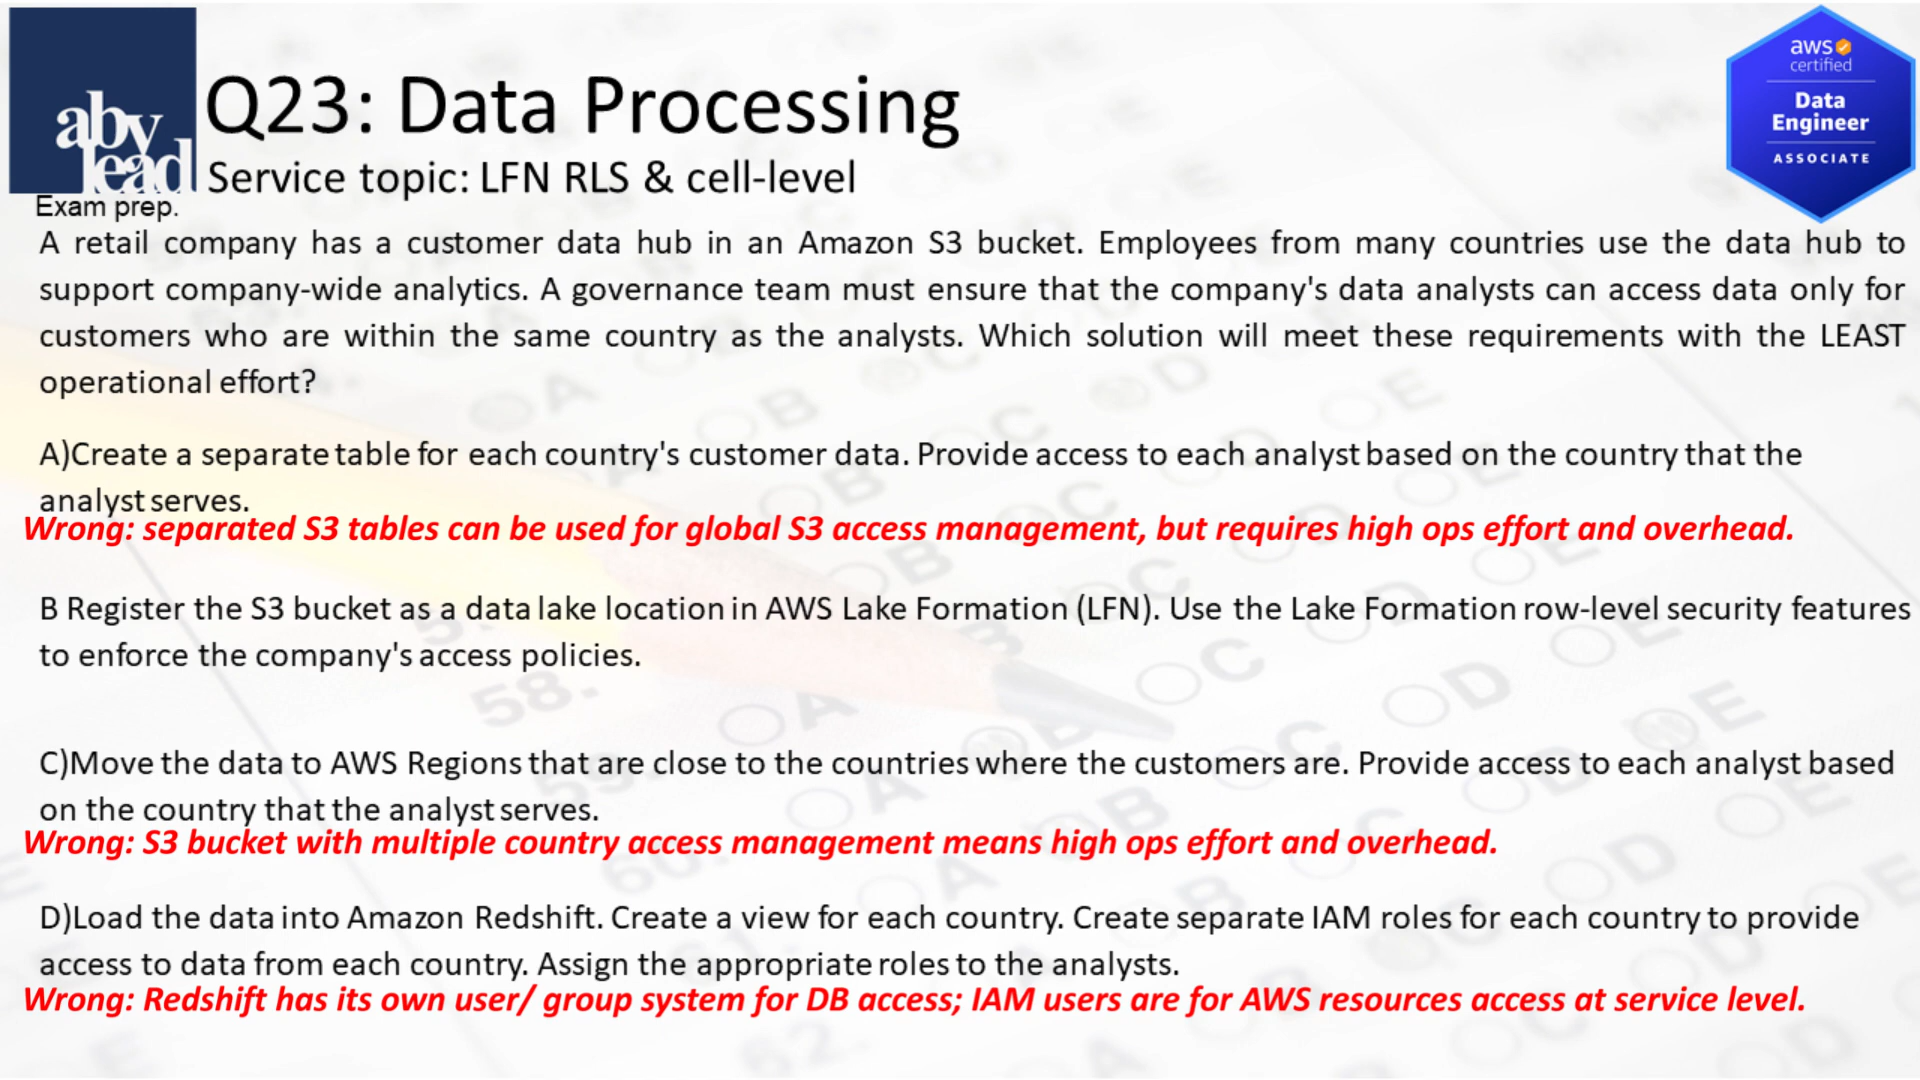 aby
lead
Exam prep.
Q23: Data Processing
Service topic: LFN RLS & cell-level
aws
certified
Data
Engineer
ASSOCIATE
A retail company has a customer data hub in an Amazon S3 bucket. Employees from many countries use the data hub to
support company-wide analytics. A governance team must ensure that the company's data analysts can access data only for
customers who are within the same country as the analysts. Which solution will meet these requirements with the LEAST
operational effort?
A)Create a separate table for each country's customer data. Provide access to each analyst based on the country that the
analyst serves.
Wrong: separated S3 tables can be used for global S3 access management, but requires high ops effort and overhead.
B Register the S3 bucket as a data lake location in AWS Lake Formation (LFN). Use the Lake Formation row-level security features
to enforce the company's access policies.
C)Move the data to AWS Regions that are close to the countries where the customers are. Provide access to each analyst based
on the country that the analyst serves.
Wrong: S3 bucket with multiple country access management means high ops effort and overhead.
D)Load the data into Amazon Redshift. Create a view for each country. Create separate IAM roles for each country to provide
access to data from each country. Assign the appropriate roles to the analysts.
Wrong: Redshift has its own user/ group system for DB access; IAM users are for AWS resources access at service level.